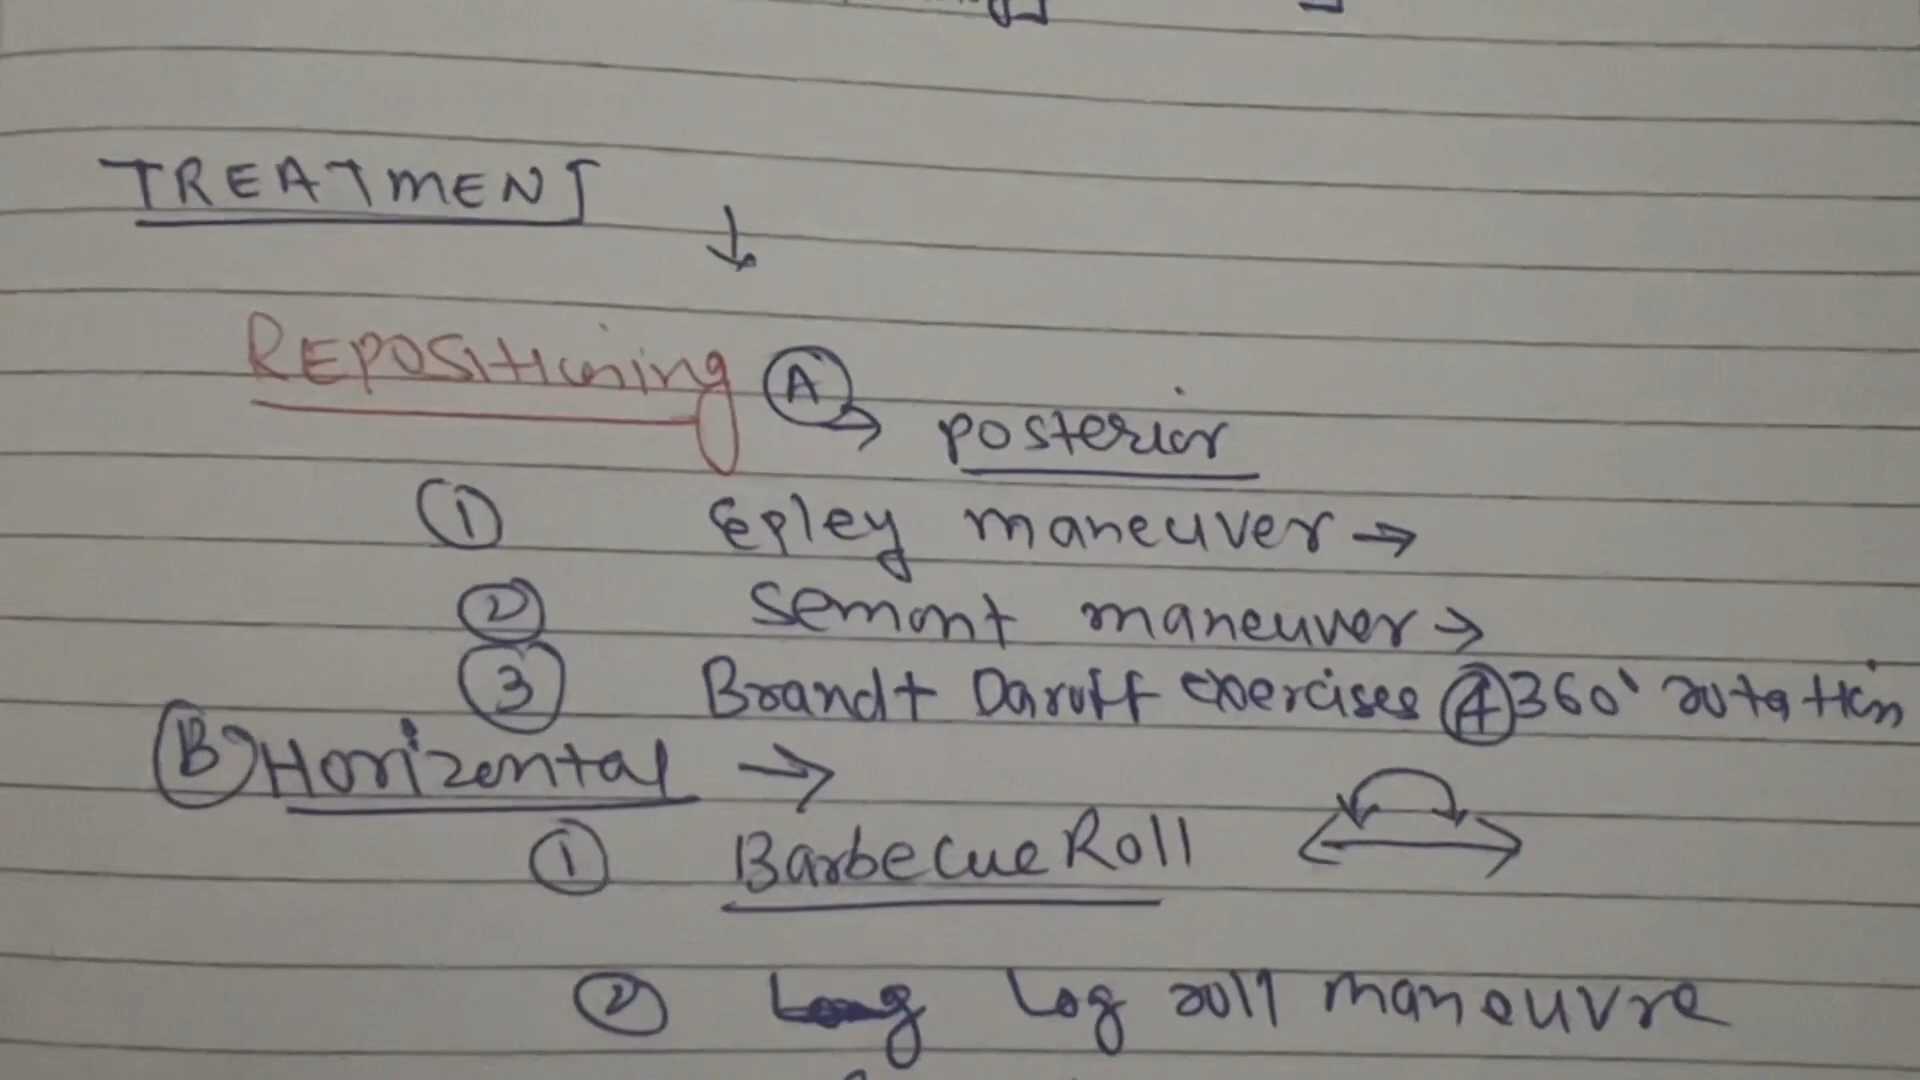 TREATMENT
↓
REPOSitioning Ⓐ → posterior
① Epley maneuver →
② Semont maneuver →
③ Brandt Daroff exercises ④ 360° rotation
Ⓑ Horizontal →
① Barbecue Roll
② Log roll maneuvre